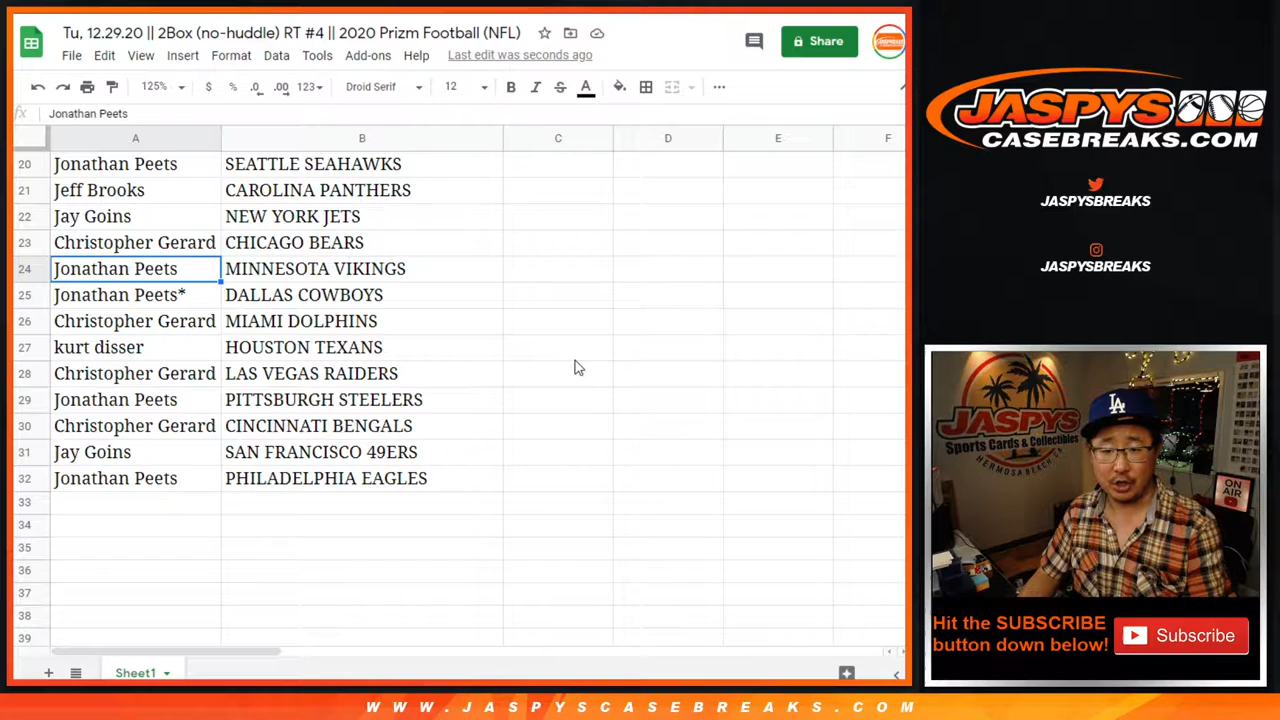 Tu, 12.29.20 || 2Box (no-huddle) RT #4 || 2020 Prizm Football (NFL)
File Edit View Insert Format Data Tools Add-ons Help Last edit was seconds ago
Share
125% $ % .0 .00 123 Droid Serif 12 B I S A
fx Jonathan Peets
A B C D E F
20 Jonathan Peets SEATTLE SEAHAWKS
21 Jeff Brooks CAROLINA PANTHERS
22 Jay Goins NEW YORK JETS
23 Christopher Gerard CHICAGO BEARS
24 Jonathan Peets MINNESOTA VIKINGS
25 Jonathan Peets* DALLAS COWBOYS
26 Christopher Gerard MIAMI DOLPHINS
27 kurt disser HOUSTON TEXANS
28 Christopher Gerard LAS VEGAS RAIDERS
29 Jonathan Peets PITTSBURGH STEELERS
30 Christopher Gerard CINCINNATI BENGALS
31 Jay Goins SAN FRANCISCO 49ERS
32 Jonathan Peets PHILADELPHIA EAGLES
33
34
35
36
37
38
39
Sheet1
JASPYS
CASEBREAKS.COM
JASPYSBREAKS
JASPYSBREAKS
JASPYS
Sports Cards & Collectibles
HERMOSA BEACH, CA
LA
ON AIR
Hit the SUBSCRIBE
button down below!
Subscribe
WWW.JASPYSCASEBREAKS.COM